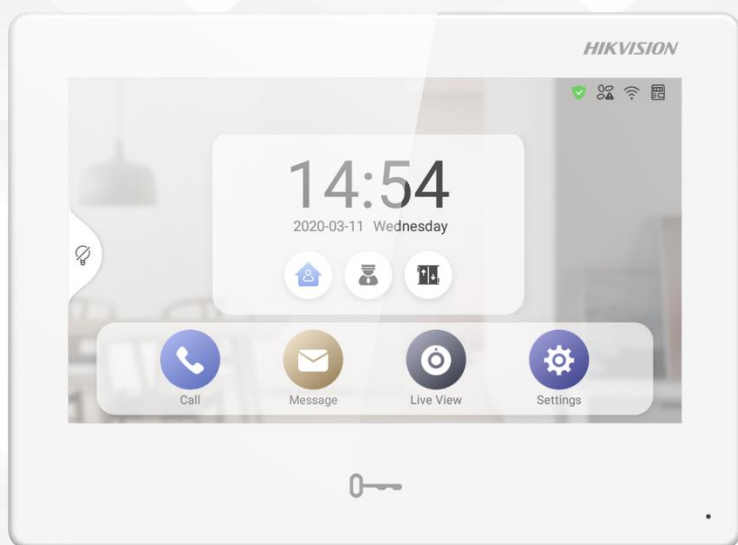 HIKVISION
14:54
2020-03-11 Wednesday
Call
Message
Live View
Settings